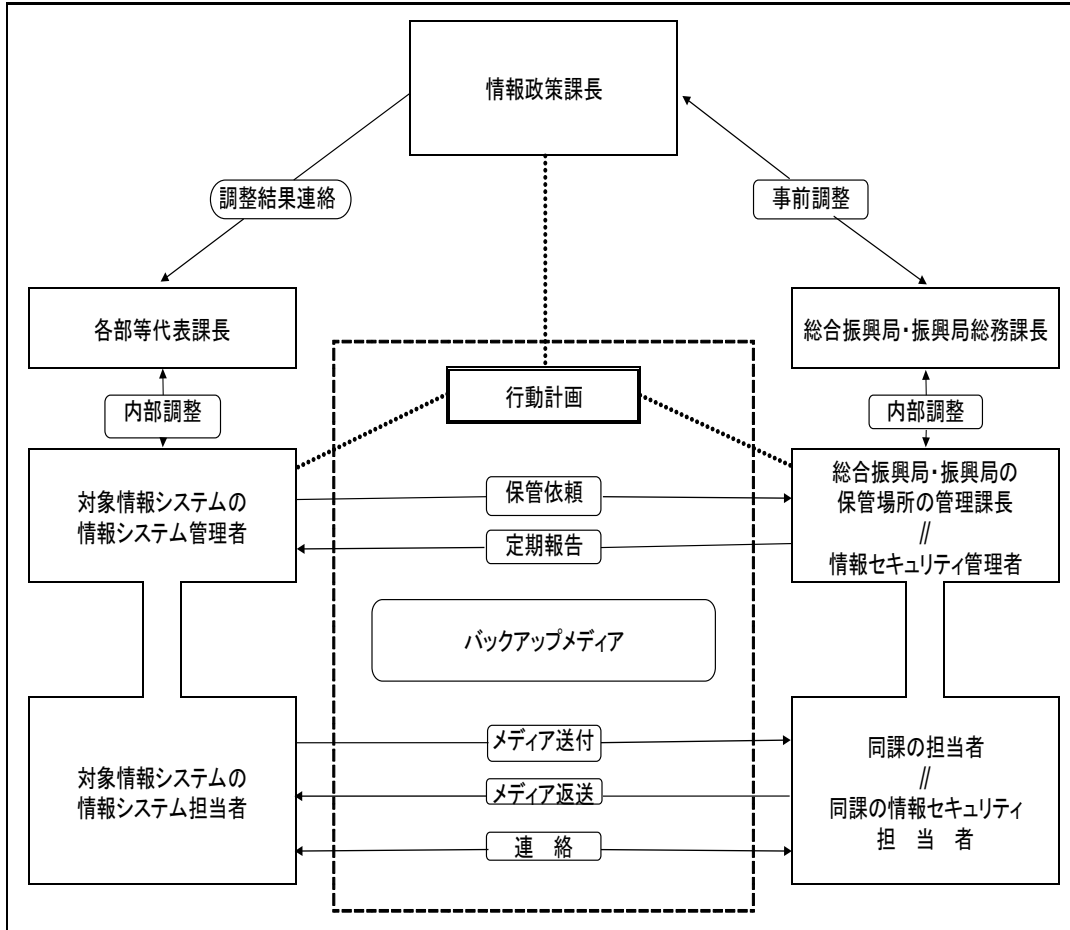 情報政策課長
調整結果連絡
事前調整
各部等代表課長
総合振興局・振興局総務課長
行動計画
内部調整
内部調整
対象情報システムの
情報システム管理者
保管依頼
定期報告
総合振興局・振興局の
保管場所の管理課長
//
情報セキュリティ管理者
バックアップメディア
対象情報システムの
情報システム担当者
メディア送付
メディア返送
連　絡
同課の担当者
//
同課の情報セキュリティ
担　当　者